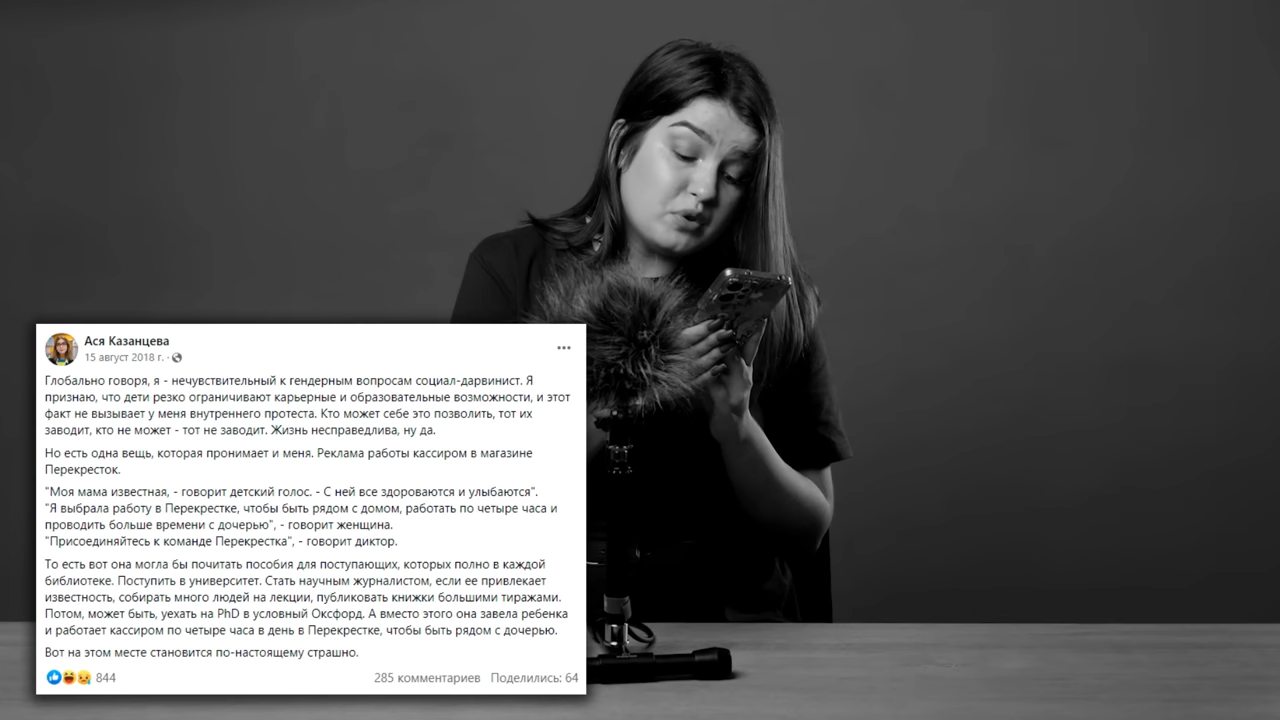 Ася Казанцева
15 август 2018 г. ·
Глобально говоря, я - нечувствительный к гендерным вопросам социал-дарвинист. Я
признаю, что дети резко ограничивают карьерные и образовательные возможности, и этот
факт не вызывает у меня внутреннего протеста. Кто может себе это позволить, тот их
заводит, кто не может - тот не заводит. Жизнь несправедлива, ну да.
Но есть одна вещь, которая пронимает и меня. Реклама работы кассиром в магазине
Перекресток.
"Моя мама известная, - говорит детский голос. - С ней все здороваются и улыбаются".
"Я выбрала работу в Перекрестке, чтобы быть рядом с домом, работать по четыре часа и
проводить больше времени с дочерью", - говорит женщина.
"Присоединяйтесь к команде Перекрестка", - говорит диктор.
То есть вот она могла бы почитать пособия для поступающих, которых полно в каждой
библиотеке. Поступить в университет. Стать научным журналистом, если ее привлекает
известность, собирать много людей на лекции, публиковать книжки большими тиражами.
Потом, может быть, уехать на PhD в условный Оксфорд. А вместо этого она завела ребенка
и работает кассиром по четыре часа в день в Перекрестке, чтобы быть рядом с дочерью.
Вот на этом месте становится по-настоящему страшно.
844 285 комментариев Поделились: 64